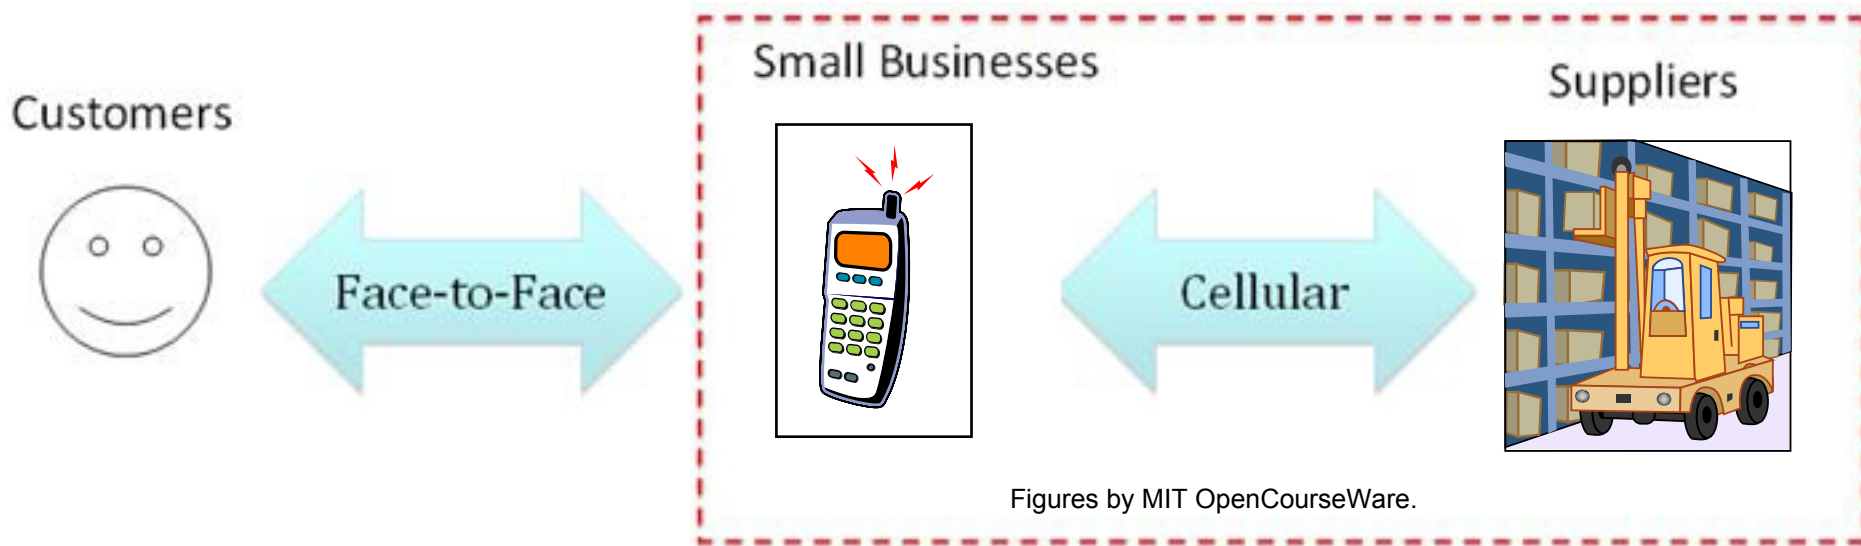 Customers
Face-to-Face
Small Businesses
Cellular
Suppliers
Figures by MIT OpenCourseWare.